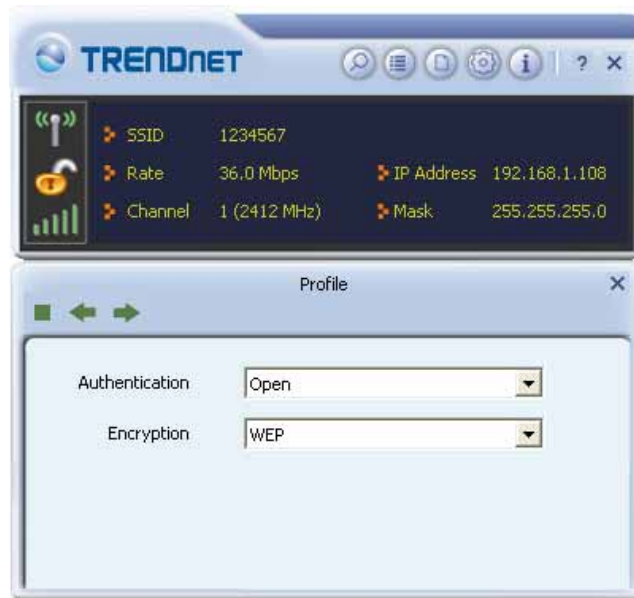 TRENDNET
? X
SSID 1234567
Rate 36.0 Mbps IP Address 192.168.1.108
Channel 1 (2412 MHz) Mask 255.255.255.0
Profile
Authentication Open
Encryption WEP